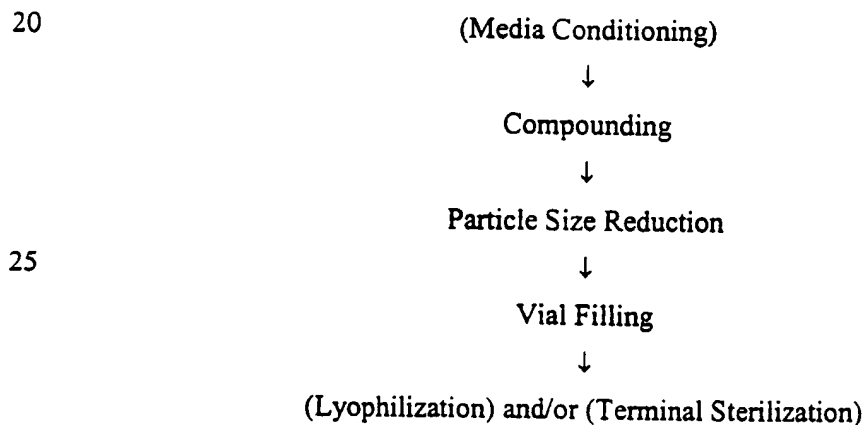 20 (Media Conditioning)
↓
Compounding
↓
Particle Size Reduction
25 ↓
Vial Filling
↓
(Lyophilization) and/or (Terminal Sterilization)